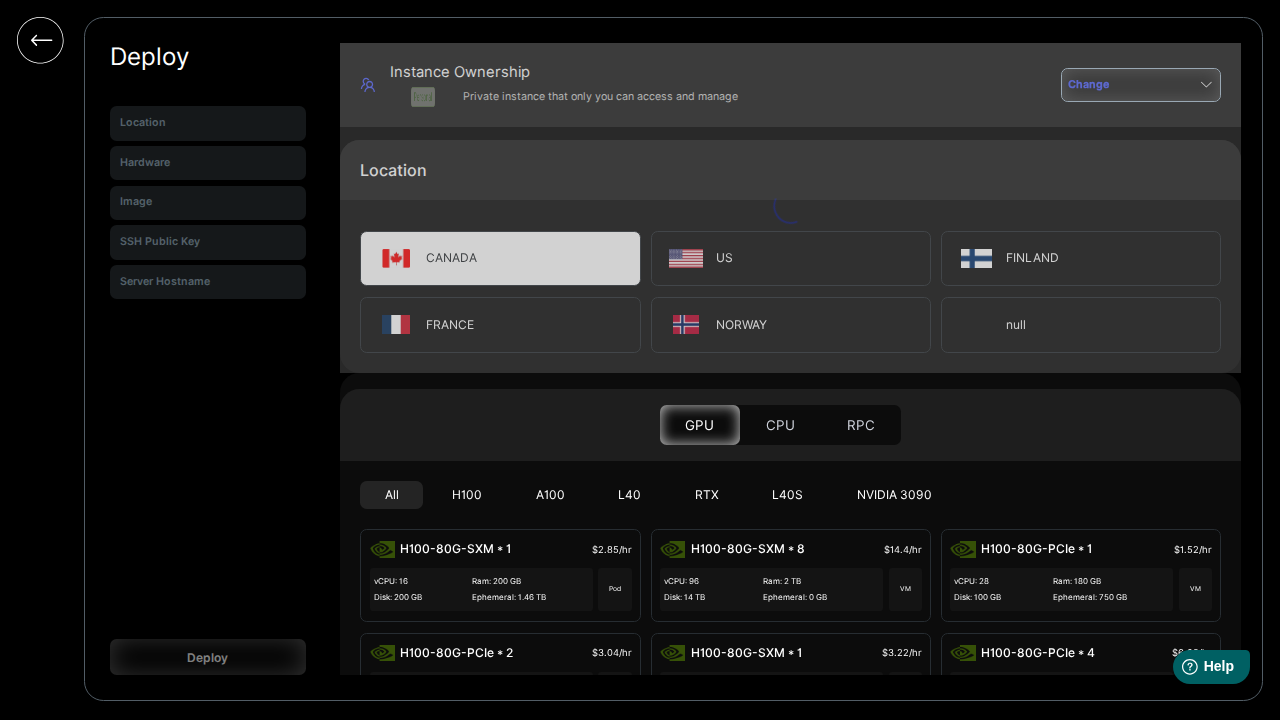 Deploy
Location
Hardware
Image
SSH Public Key
Server Hostname
Deploy
Instance Ownership
Private instance that only you can access and manage
Change
Location
CANADA
US
FINLAND
FRANCE
NORWAY
null
GPU
CPU
RPC
All
H100
A100
L40
RTX
L40S
NVIDIA 3090
H100-80G-SXM * 1
$2.85/hr
vCPU: 16
Ram: 200 GB
Disk: 200 GB
Ephemeral: 1.46 TB
Pod
H100-80G-SXM * 8
$14.4/hr
vCPU: 96
Ram: 2 TB
Disk: 14 TB
Ephemeral: 0 GB
VM
H100-80G-PCIe * 1
$1.52/hr
vCPU: 28
Ram: 180 GB
Disk: 100 GB
Ephemeral: 750 GB
VM
H100-80G-PCIe * 2
$3.04/hr
H100-80G-SXM * 1
$3.22/hr
H100-80G-PCIe * 4
Help